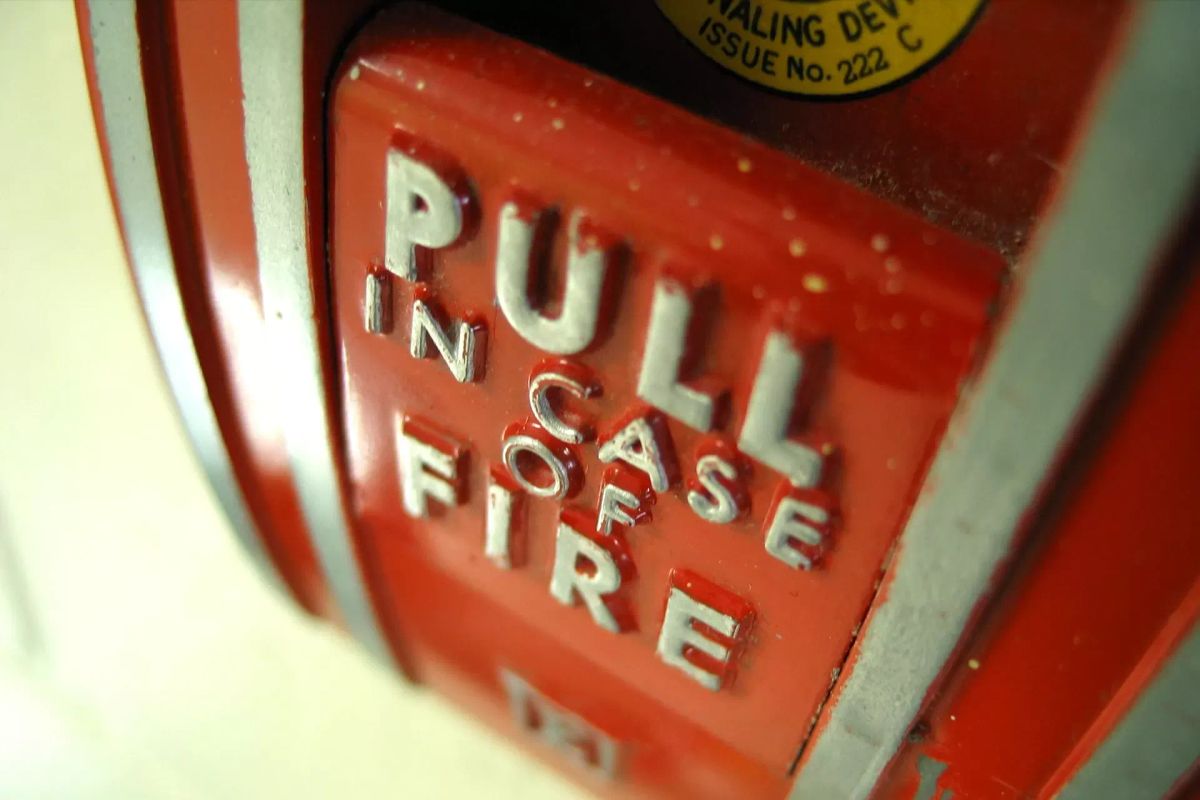 NALING DEV
ISSUE No. 222 C
PULL
IN CASE
OF
FIRE